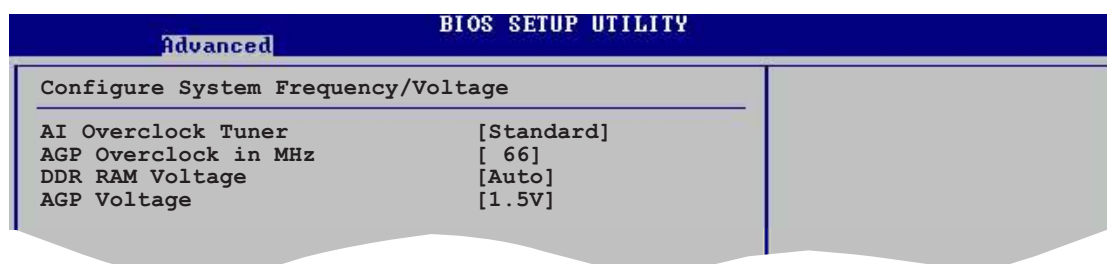 BIOS SETUP UTILITY
Advanced
Configure System Frequency/Voltage
AI Overclock Tuner [Standard]
AGP Overclock in MHz [ 66]
DDR RAM Voltage [Auto]
AGP Voltage [1.5V]